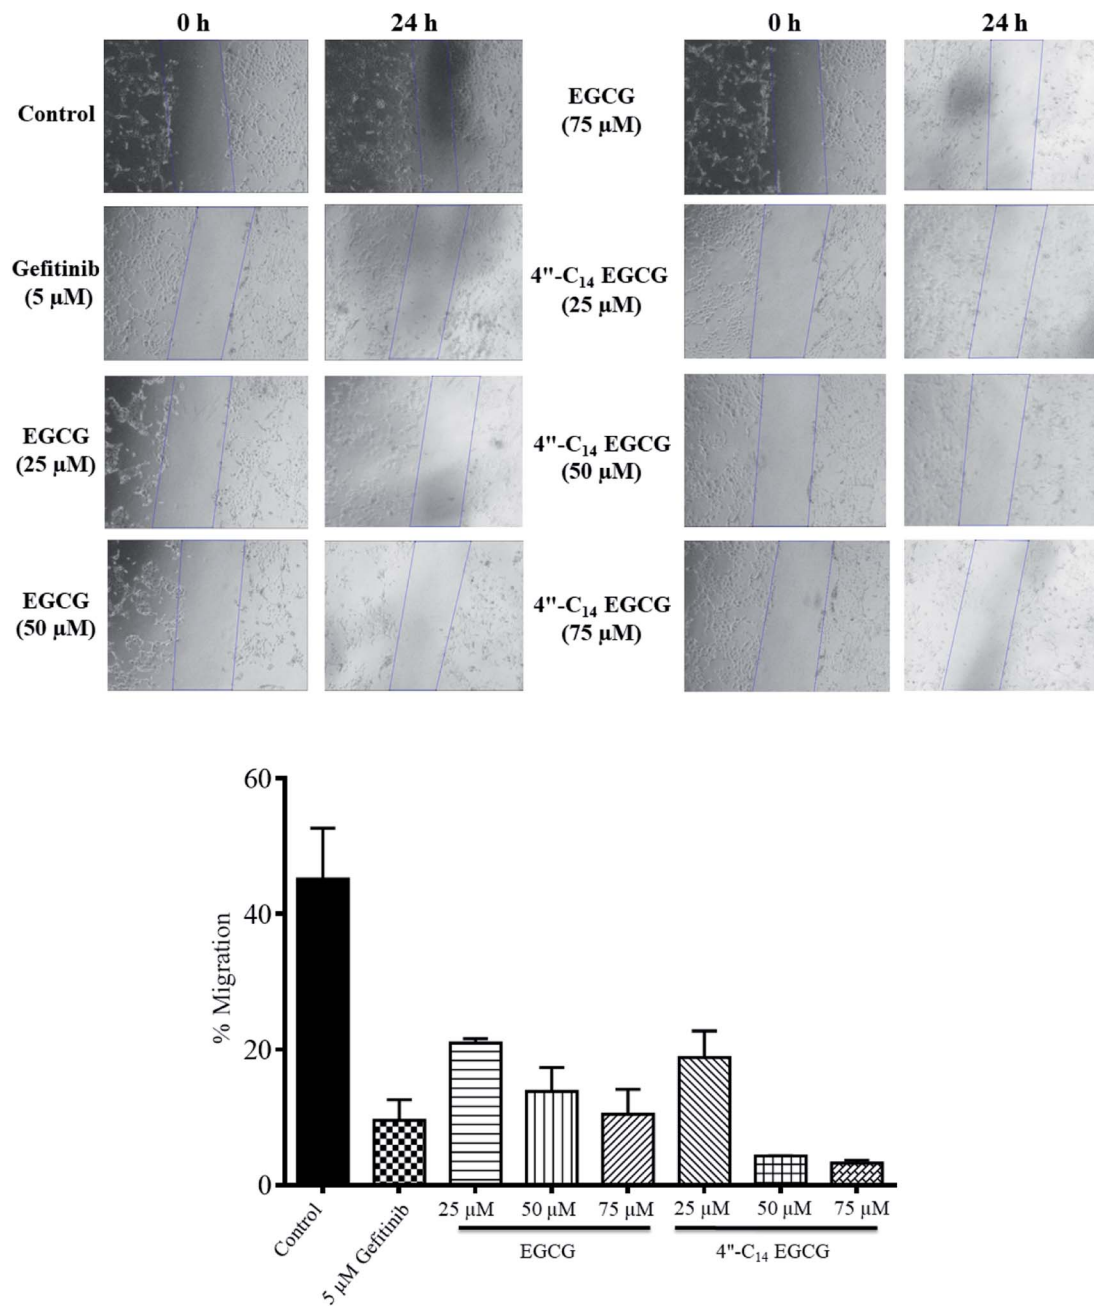 0 h
24 h
0 h
24 h
Control
EGCG
(75 µM)
Gefitinib
(5 µM)
4"-C₁₄ EGCG
(25 µM)
EGCG
(25 µM)
4"-C₁₄ EGCG
(50 µM)
EGCG
(50 µM)
4"-C₁₄ EGCG
(75 µM)
% Migration
60
40
20
0
Control
5 µM Gefitinib
25 µM
50 µM
75 µM
25 µM
50 µM
75 µM
EGCG
4"-C₁₄ EGCG